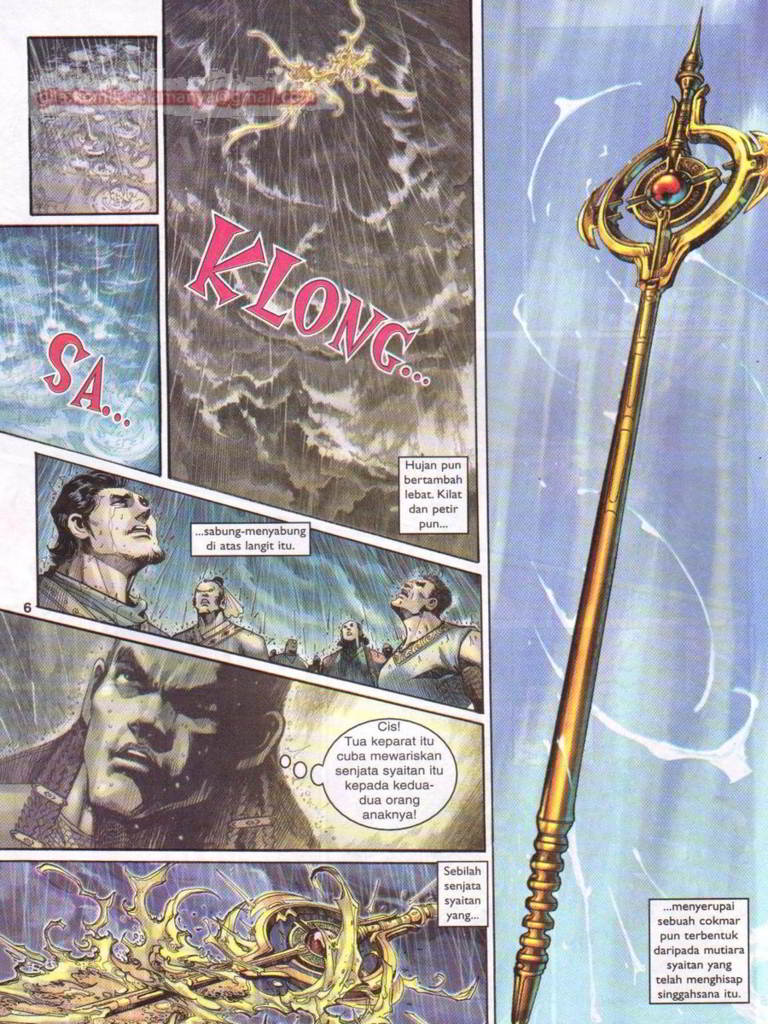 KLONG...
SA...
Hujan pun
bertambah
lebat. Kilat
dan petir
pun...
...sabung-menyabung
di atas langit itu.
6
Cis!
Tua keparat itu
cuba mewariskan
senjata syaitan itu
kepada kedua-
dua orang
anaknya!
Sebilah
senjata
syaitan
yang...
...menyerupai
sebuah cokmar
pun terbentuk
daripada mutiara
syaitan yang
telah menghisap
singgahsana itu.